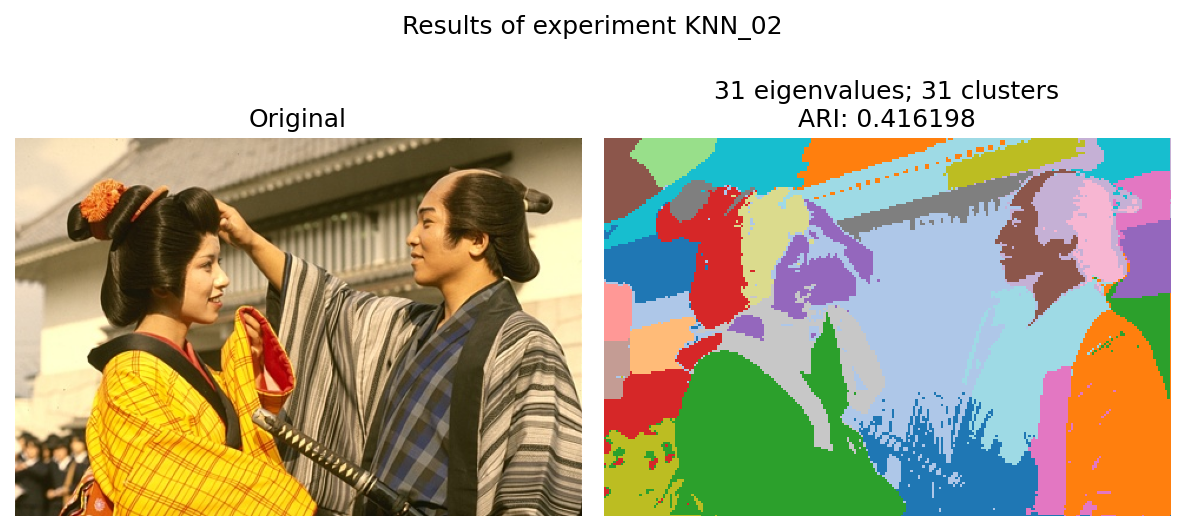 Results of experiment KNN_02
Original
31 eigenvalues; 31 clusters
ARI: 0.416198